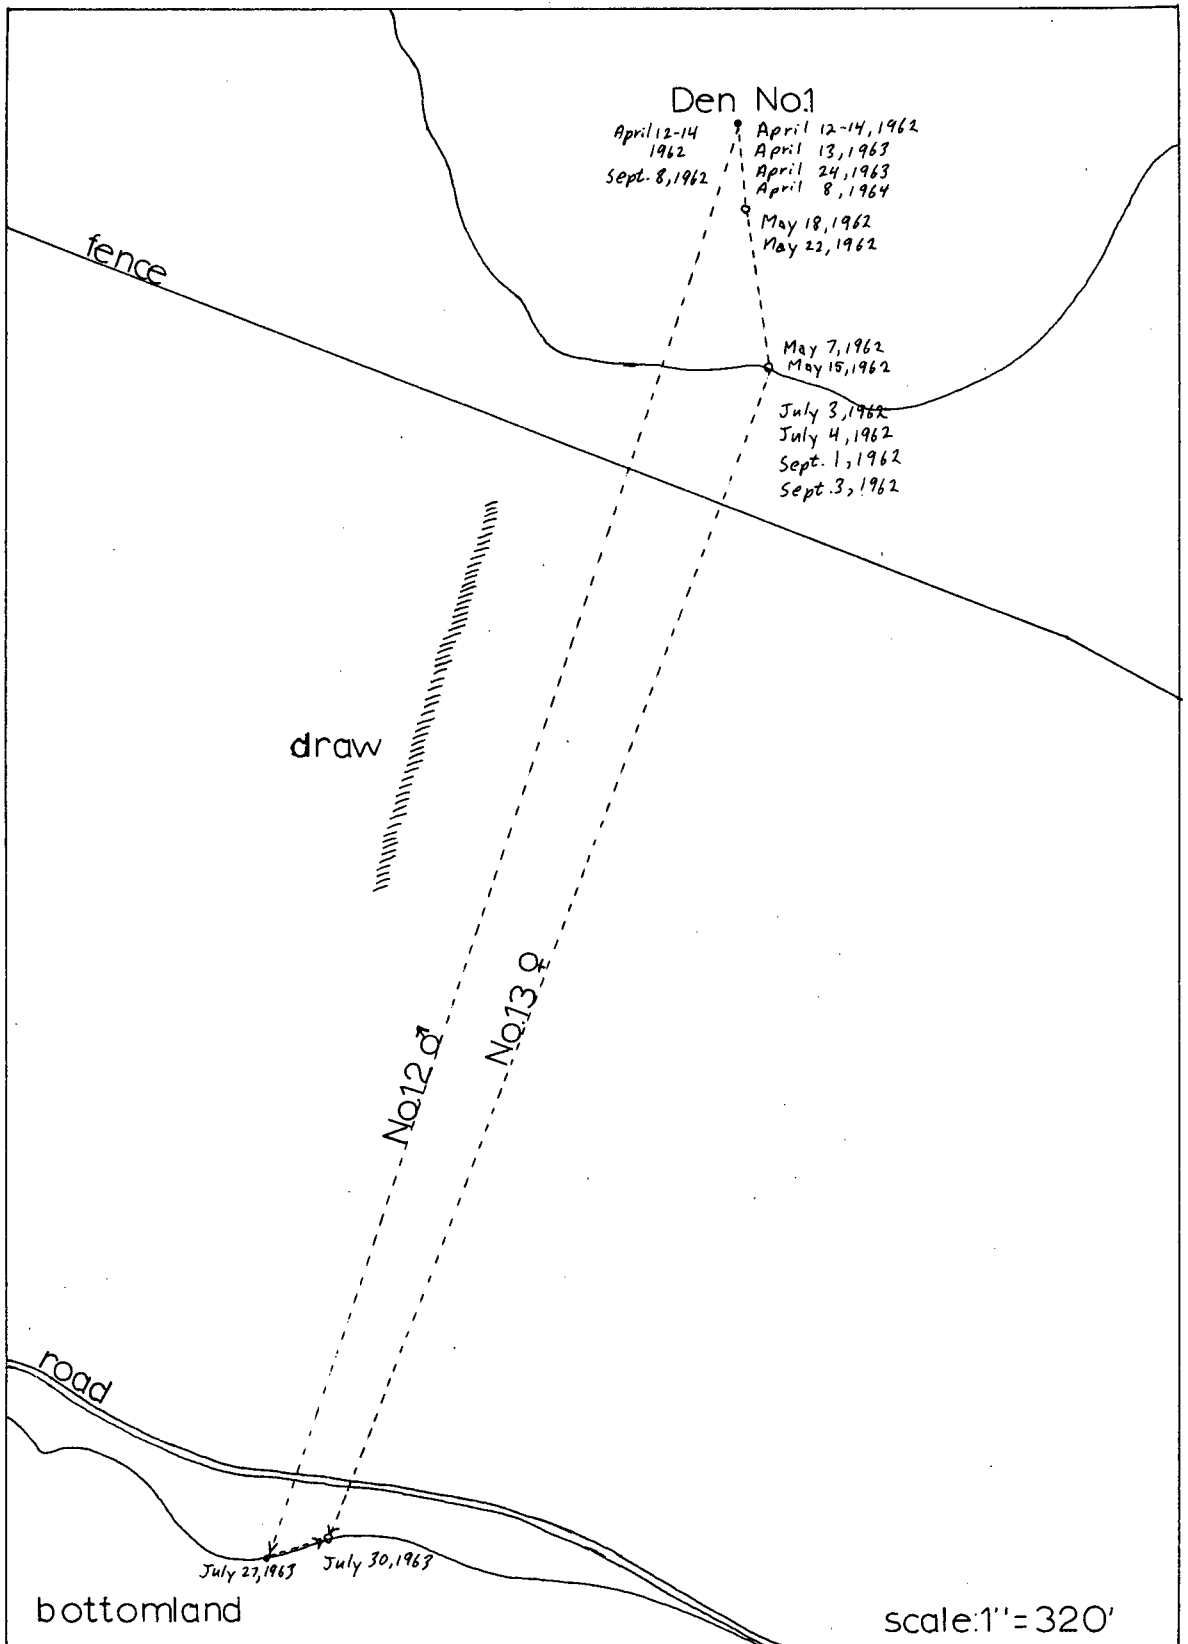 Den No.1
April 12-14
1962
Sept. 8, 1962
April 12-14, 1962
April 13, 1963
April 24, 1963
April 8, 1964
May 18, 1962
May 22, 1962
fence
May 7, 1962
May 15, 1962
July 3, 1962
July 4, 1962
Sept. 1, 1962
Sept. 3, 1962
draw
No.12 ♂
No.13 ♀
road
July 27, 1963
July 30, 1963
bottomland
scale:1''=320'